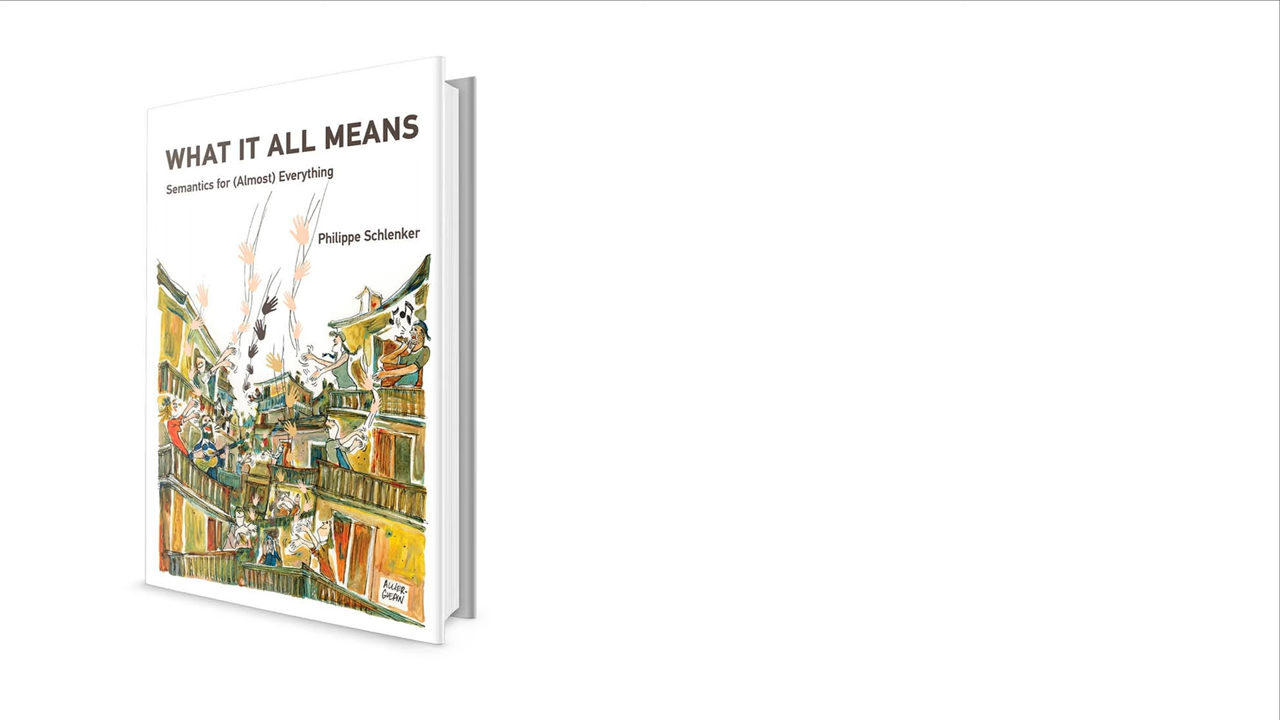 WHAT IT ALL MEANS
Semantics for (Almost) Everything
Philippe Schlenker
ALLIER-
GUEPIN